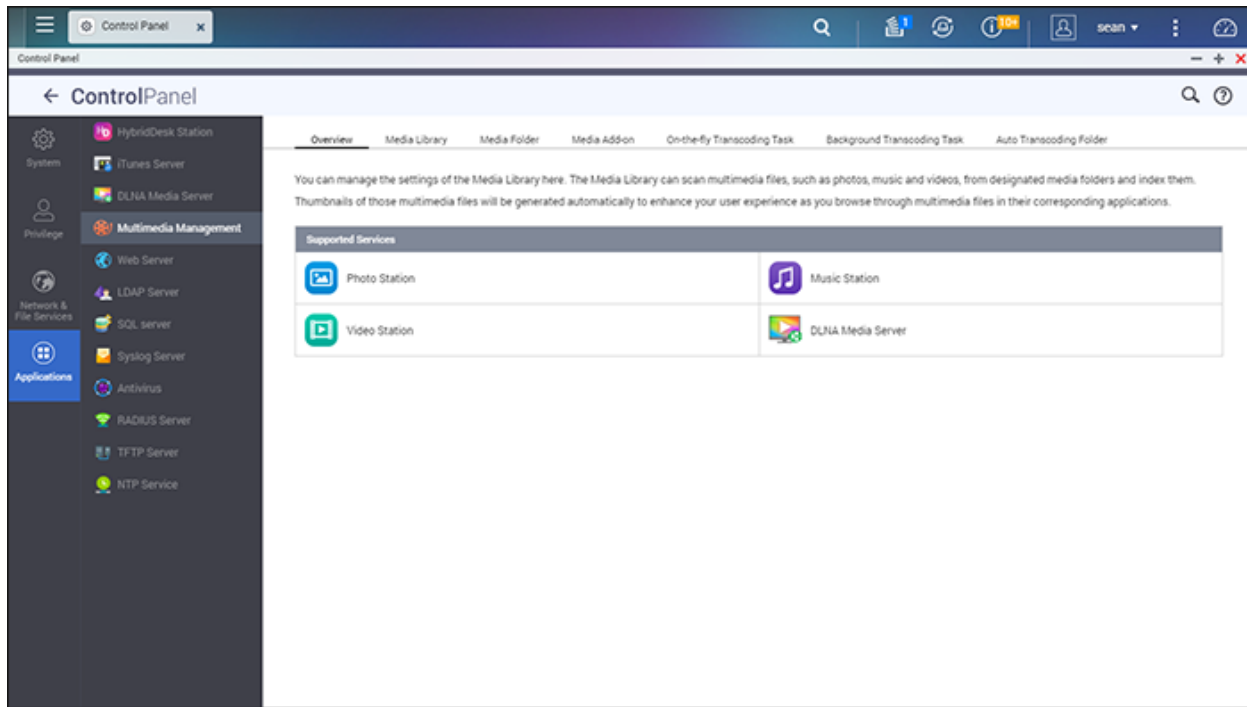 Control Panel
1
10+
sean
Control Panel
ControlPanel
System
Privilege
Network &
File Services
Applications
HybridDesk Station
iTunes Server
DLNA Media Server
Multimedia Management
Web Server
LDAP Server
SQL server
Syslog Server
Antivirus
RADIUS Server
TFTP Server
NTP Service
Overview Media Library Media Folder Media Add-on On-the-fly Transcoding Task Background Transcoding Task Auto Transcoding Folder
You can manage the settings of the Media Library here. The Media Library can scan multimedia files, such as photos, music and videos, from designated media folders and index them.
Thumbnails of those multimedia files will be generated automatically to enhance your user experience as you browse through multimedia files in their corresponding applications.
Supported Services
Photo Station Music Station
Video Station DLNA Media Server